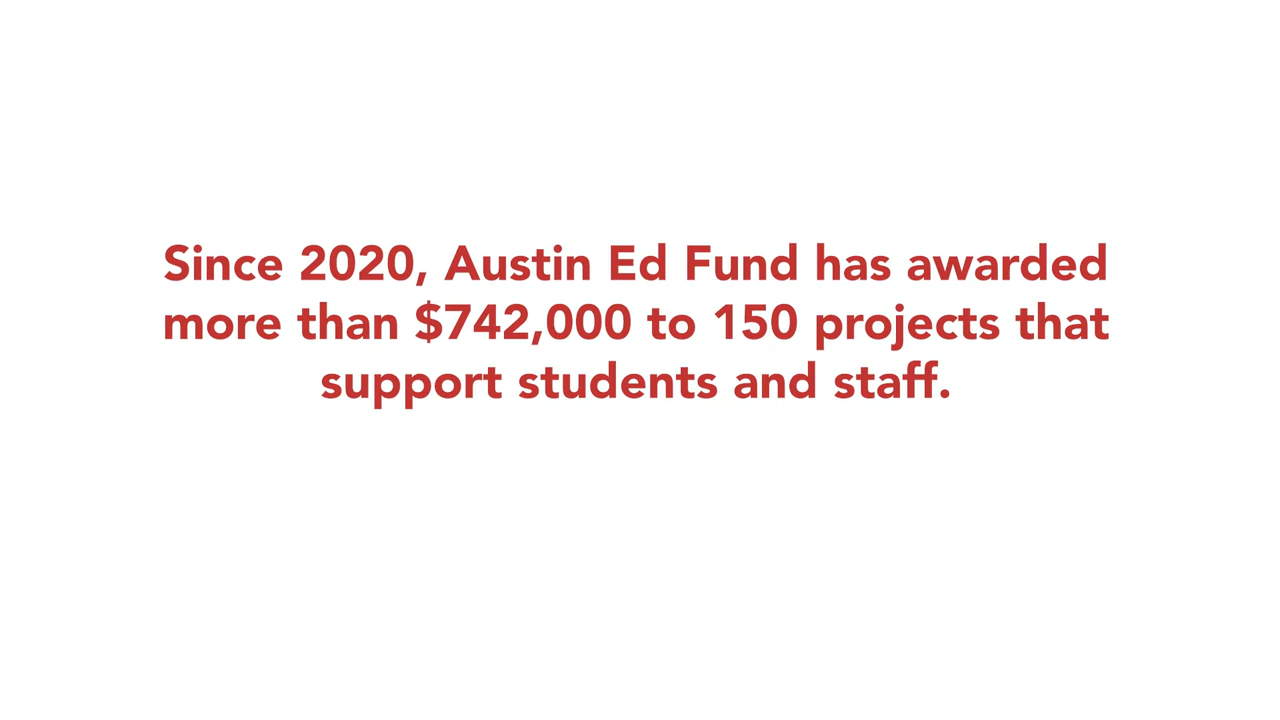 Since 2020, Austin Ed Fund has awarded
more than $742,000 to 150 projects that
support students and staff.